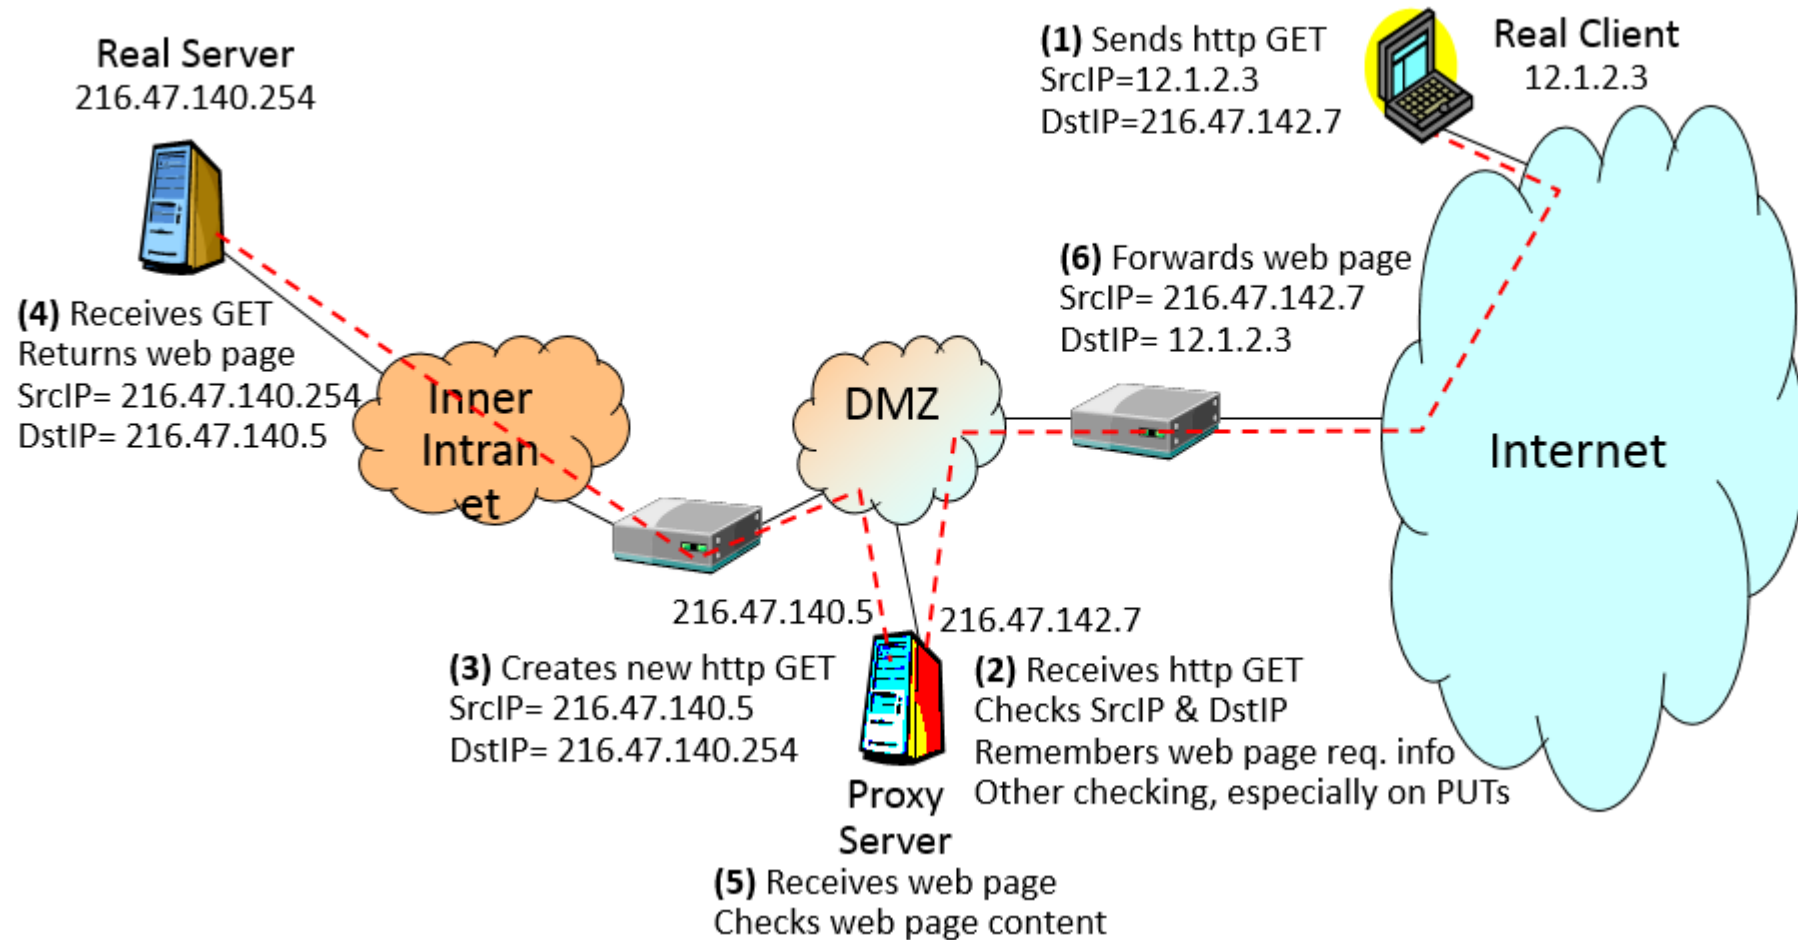 Real Server
216.47.140.254
(1) Sends http GET
SrcIP=12.1.2.3
DstIP=216.47.142.7
Real Client
12.1.2.3
(6) Forwards web page
SrcIP= 216.47.142.7
DstIP= 12.1.2.3
(4) Receives GET
Returns web page
SrcIP= 216.47.140.254
DstIP= 216.47.140.5
Inner
Intran
et
DMZ
Internet
216.47.140.5
216.47.142.7
(3) Creates new http GET
SrcIP= 216.47.140.5
DstIP= 216.47.140.254
(2) Receives http GET
Checks SrcIP & DstIP
Remembers web page req. info
Other checking, especially on PUTs
Proxy
Server
(5) Receives web page
Checks web page content